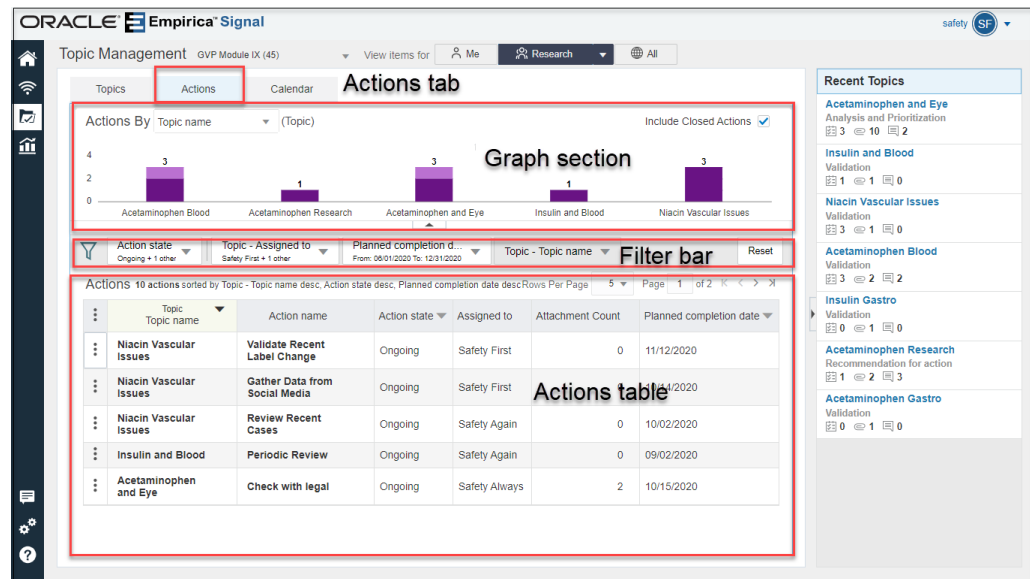 ORACLE Empirica Signal
safety SF
Topic Management GVP Module IX (45) View items for Me Research All
Topics Actions Calendar Actions tab
Actions By Topic name (Topic) Include Closed Actions
Graph section
4
2
0
3 1 3 1 3
Acetaminophen Blood Acetaminophen Research Acetaminophen and Eye Insulin and Blood Niacin Vascular Issues
Action state Topic - Assigned to Planned completion d... Topic - Topic name Filter bar Reset
Ongoing + 1 other Safety First + 1 other From: 06/01/2020 To: 12/31/2020
Actions 10 actions sorted by Topic - Topic name desc, Action state desc, Planned completion date desc Rows Per Page 5 Page 1 of 2
Topic
Topic name Action name Action state Assigned to Attachment Count Planned completion date
Niacin Vascular Issues Validate Recent Label Change Ongoing Safety First 0 11/12/2020
Niacin Vascular Issues Gather Data from Social Media Ongoing Safety First
Actions table
Niacin Vascular Issues Review Recent Cases Ongoing Safety Again 0 10/02/2020
Insulin and Blood Periodic Review Ongoing Safety Again 0 09/02/2020
Acetaminophen and Eye Check with legal Ongoing Safety Always 2 10/15/2020
Recent Topics
Acetaminophen and Eye
Analysis and Prioritization
3 10 2
Insulin and Blood
Validation
1 1 0
Niacin Vascular Issues
Validation
3 1 0
Acetaminophen Blood
Validation
3 2 2
Insulin Gastro
Validation
0 1 0
Acetaminophen Research
Recommendation for action
1 2 3
Acetaminophen Gastro
Validation
0 1 0